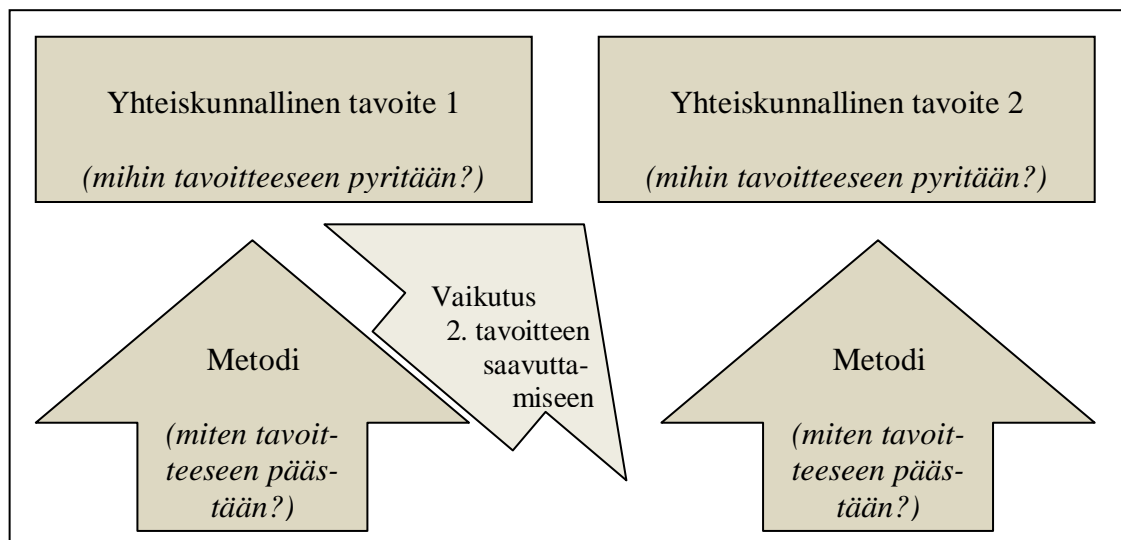 Yhteiskunnallinen tavoite 1
(mihin tavoitteeseen pyritään?)
Yhteiskunnallinen tavoite 2
(mihin tavoitteeseen pyritään?)
Metodi
(miten tavoit-
teeseen pääs-
tään?)
Vaikutus
2. tavoitteen
saavutta-
miseen
Metodi
(miten tavoit-
teeseen pääs-
tään?)